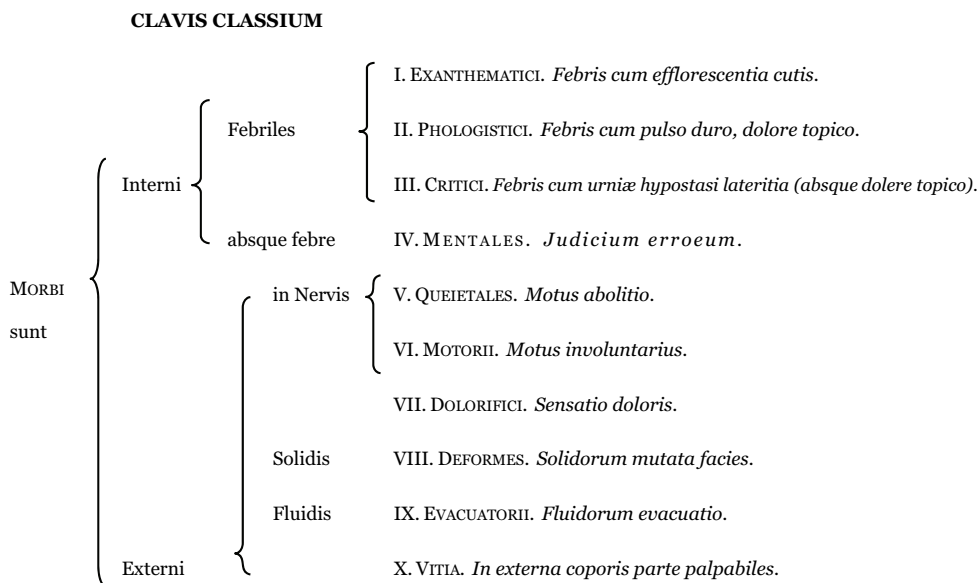 CLAVIS CLASSIUM
I. EXANTHEMATICI. Febris cum efflorescentia cutis.
Febriles II. PHOLOGISTICI. Febris cum pulso duro, dolore topico.
Interni III. CRITICI. Febris cum urniæ hypostasi lateritia (absque dolere topico).
absque febre IV. MENTALES. Judicium erroeum.
MORBI in Nervis V. QUEIETALES. Motus abolitio.
sunt VI. MOTORII. Motus involuntarius.
VII. DOLORIFICI. Sensatio doloris.
Solidis VIII. DEFORMES. Solidorum mutata facies.
Fluidis IX. EVACUATORII. Fluidorum evacuatio.
Externi X. VITIA. In externa coporis parte palpabiles.